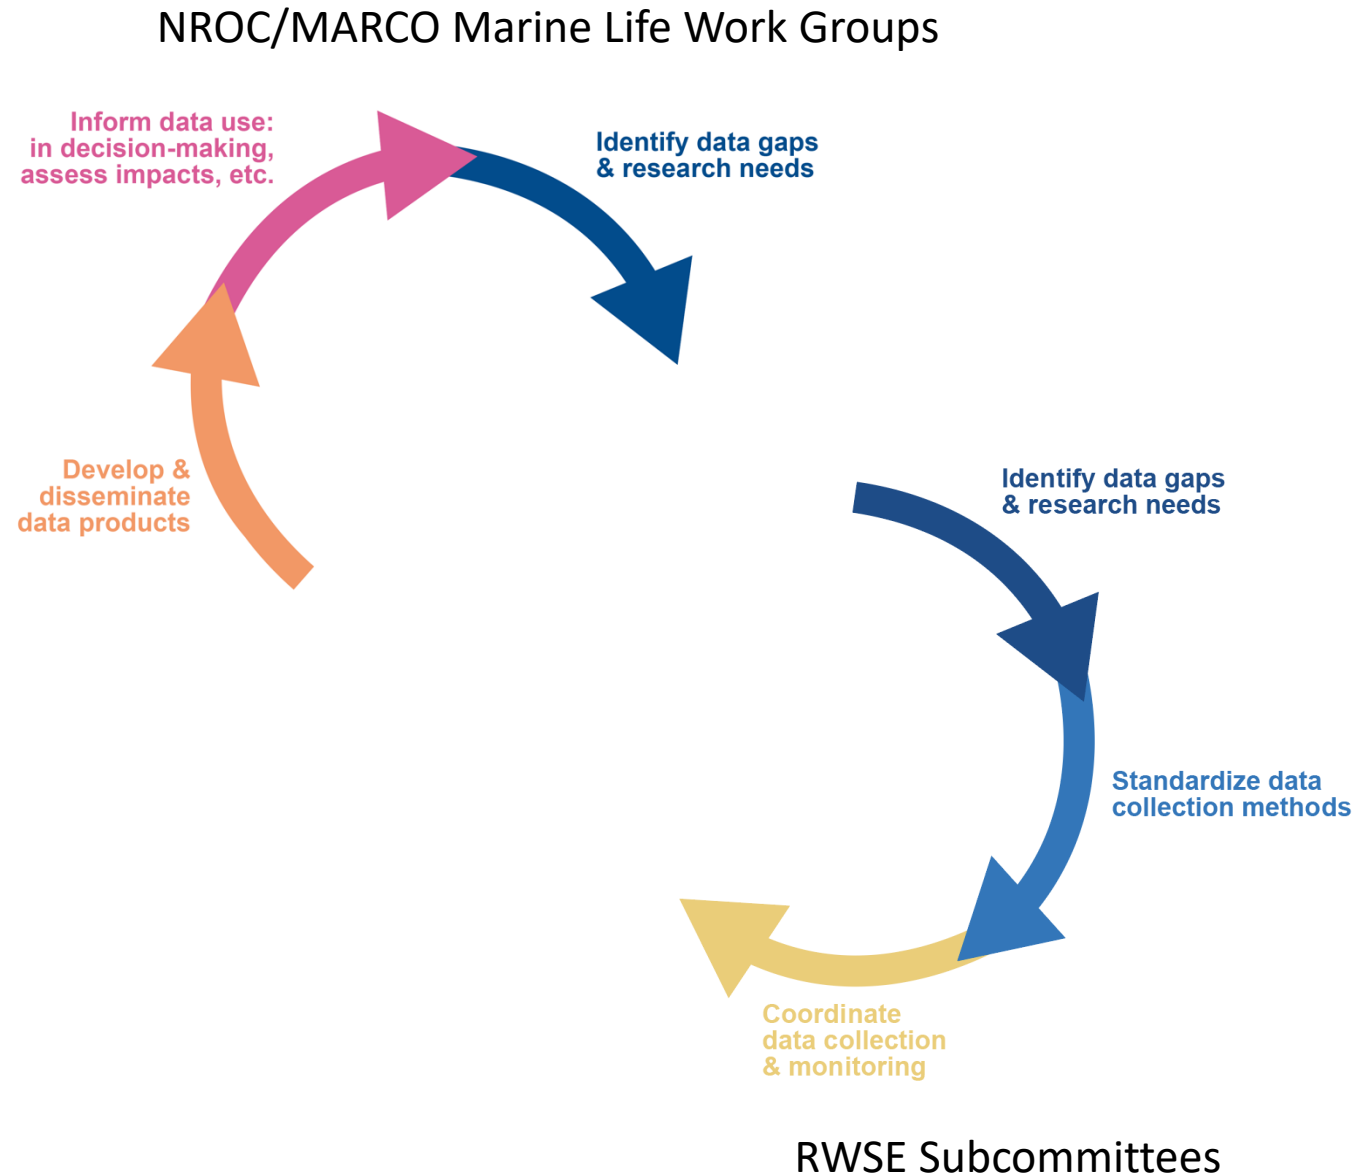 NROC/MARCO Marine Life Work Groups
Inform data use:
in decision-making,
assess impacts, etc.
Identify data gaps
& research needs
Develop &
disseminate
data products
Identify data gaps
& research needs
Standardize data
collection methods
Coordinate
data collection
& monitoring
RWSE Subcommittees